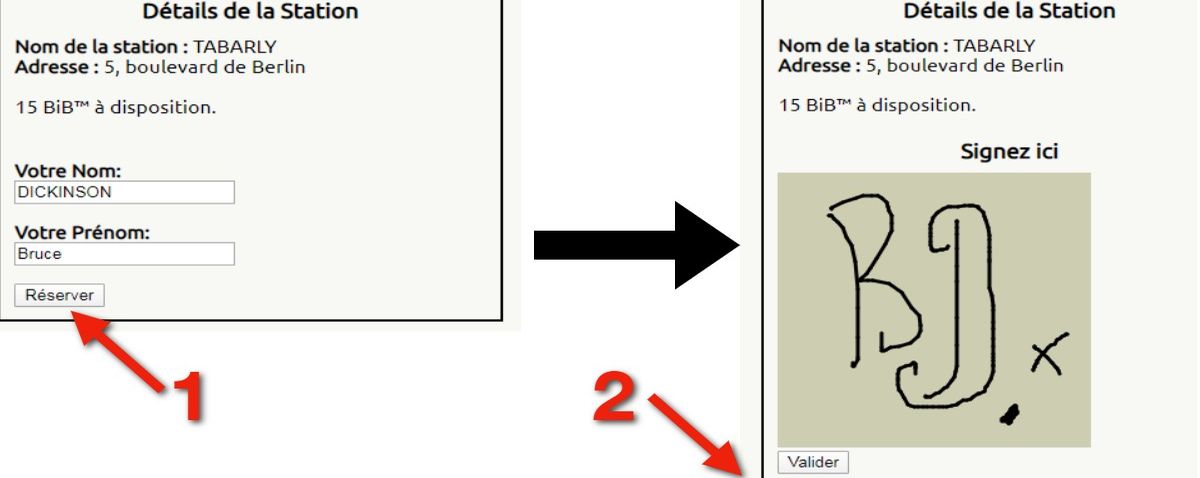 Détails de la Station
Nom de la station : TABARLY
Adresse : 5, boulevard de Berlin
15 BiB™ à disposition.
Votre Nom:
DICKINSON
Votre Prénom:
Bruce
Réserver
1
Détails de la Station
Nom de la station : TABARLY
Adresse : 5, boulevard de Berlin
15 BiB™ à disposition.
Signez ici
Valider
2